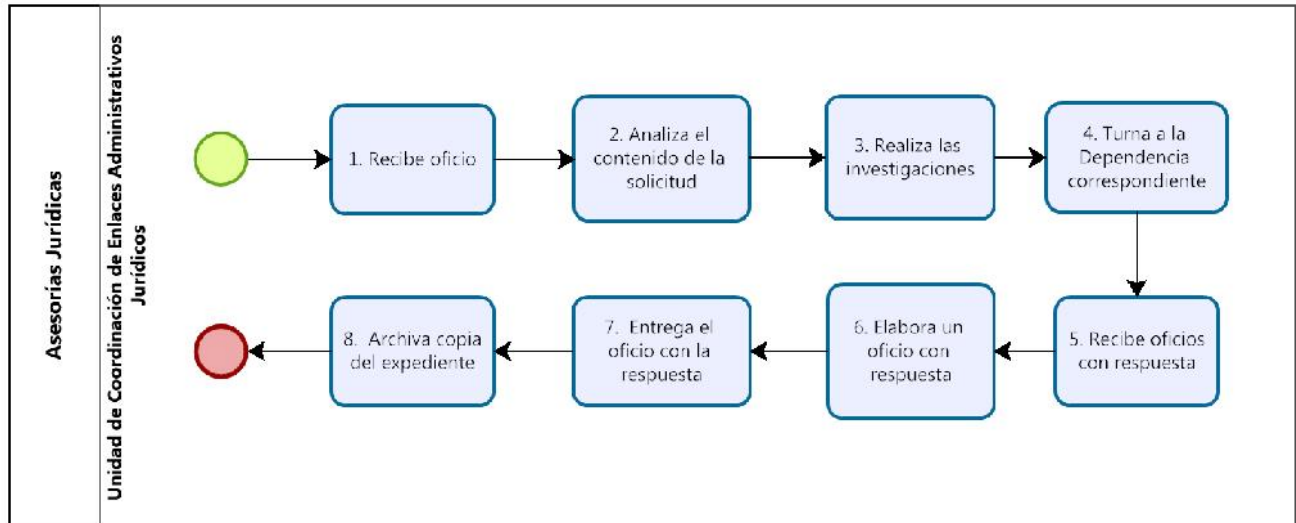 Asesorías Jurídicas
Unidad de Coordinación de Enlaces Administrativos
Jurídicos
1. Recibe oficio
2. Analiza el
contenido de la
solicitud
3. Realiza las
investigaciones
4. Turna a la
Dependencia
correspondiente
5. Recibe oficios
con respuesta
6. Elabora un
oficio con
respuesta
7. Entrega el
oficio con la
respuesta
8. Archiva copia
del expediente